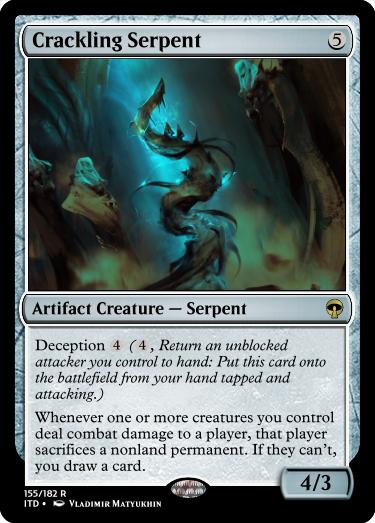 Crackling Serpent 5
Artifact Creature — Serpent
Deception 4 (4, Return an unblocked
attacker you control to hand: Put this card onto
the battlefield from your hand tapped and
attacking.)
Whenever one or more creatures you control
deal combat damage to a player, that player
sacrifices a nonland permanent. If they can't,
you draw a card.
4/3
155/182 R
ITD • Vladimir Matyukhin